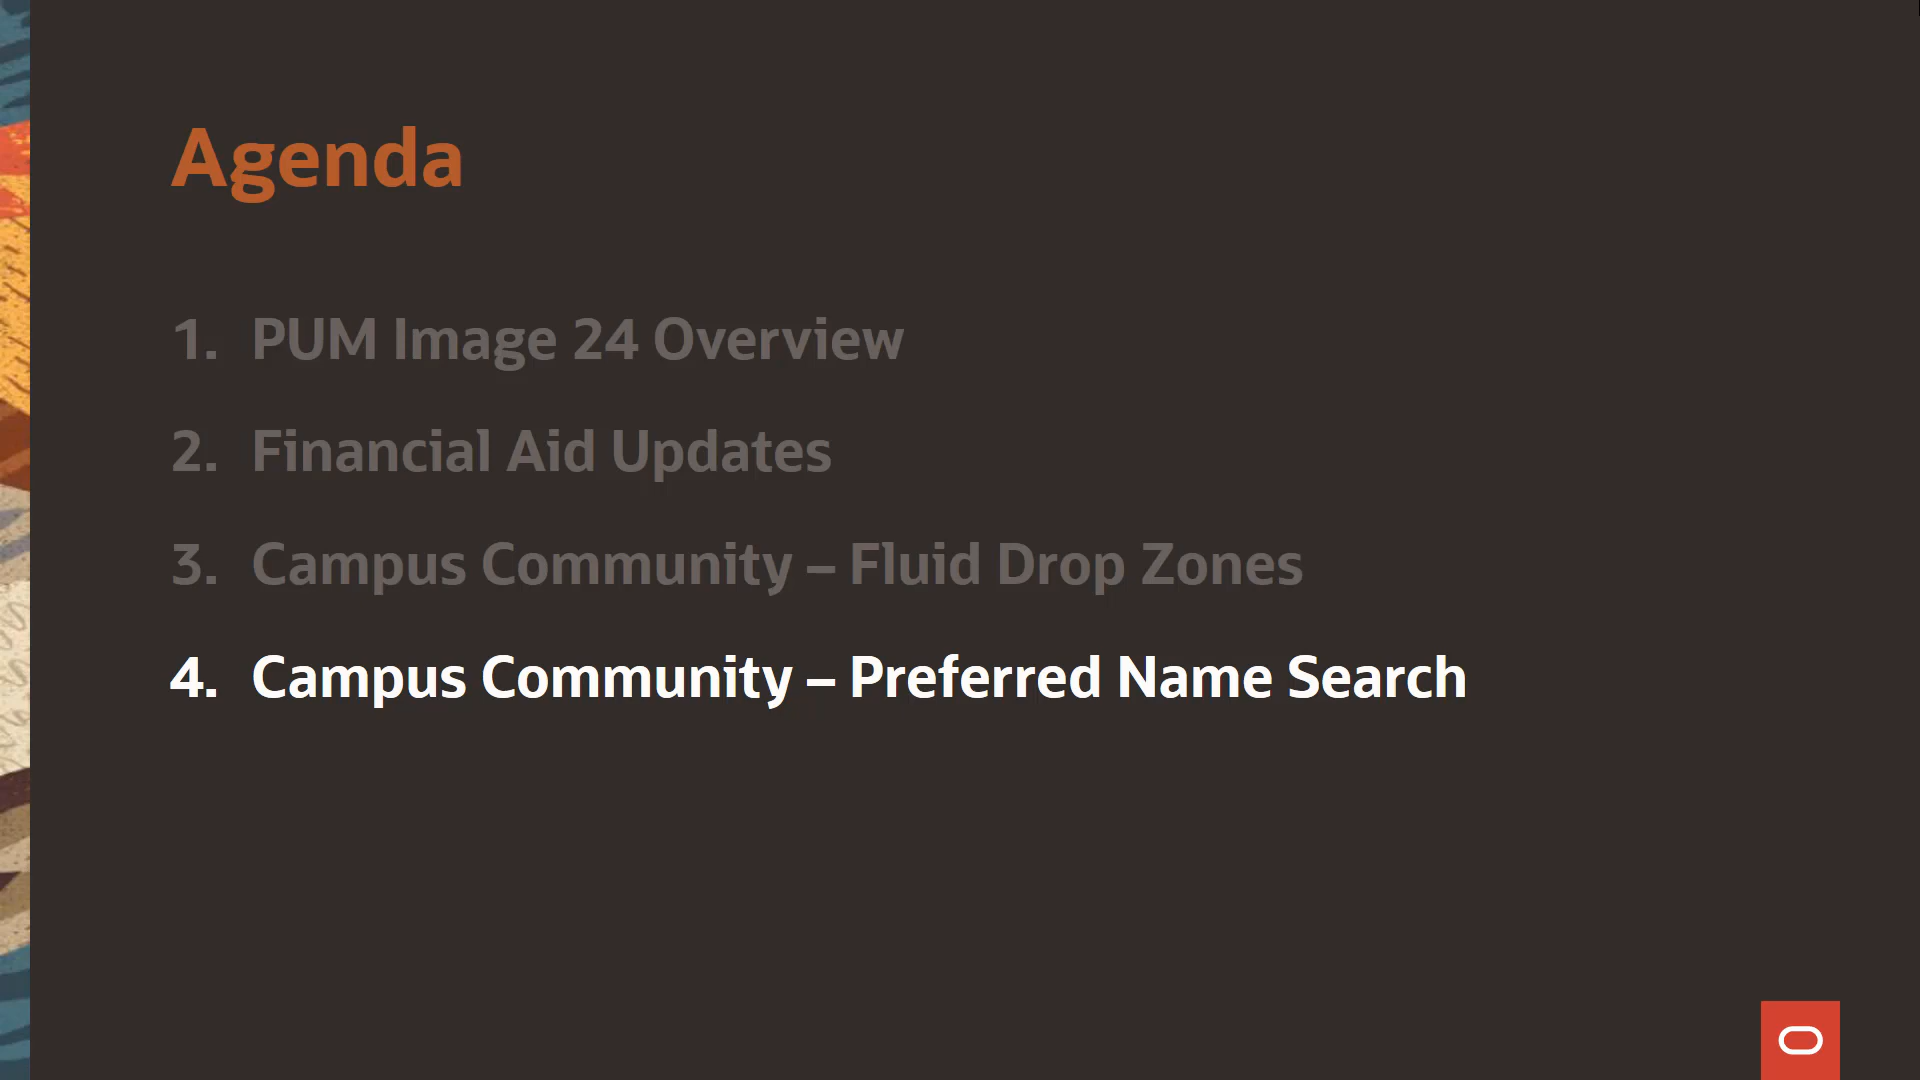 Agenda
1. PUM Image 24 Overview
2. Financial Aid Updates
3. Campus Community – Fluid Drop Zones
4. Campus Community – Preferred Name Search